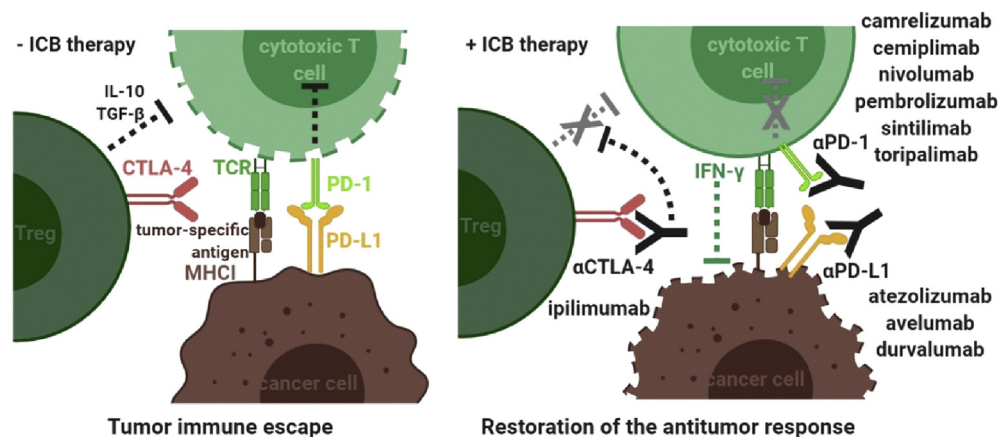 - ICB therapy
cytotoxic T
cell
IL-10
TGF-β
CTLA-4
TCR
PD-1
Treg
tumor-specific
antigen
PD-L1
MHCI
cancer cell
Tumor immune escape
+ ICB therapy
cytotoxic T
cell
camrelizumab
cemiplimab
nivolumab
pembrolizumab
sintilimab
toripalimab
αPD-1
IFN-γ
Treg
αCTLA-4
αPD-L1
ipilimumab
atezolizumab
avelumab
durvalumab
cancer cell
Restoration of the antitumor response